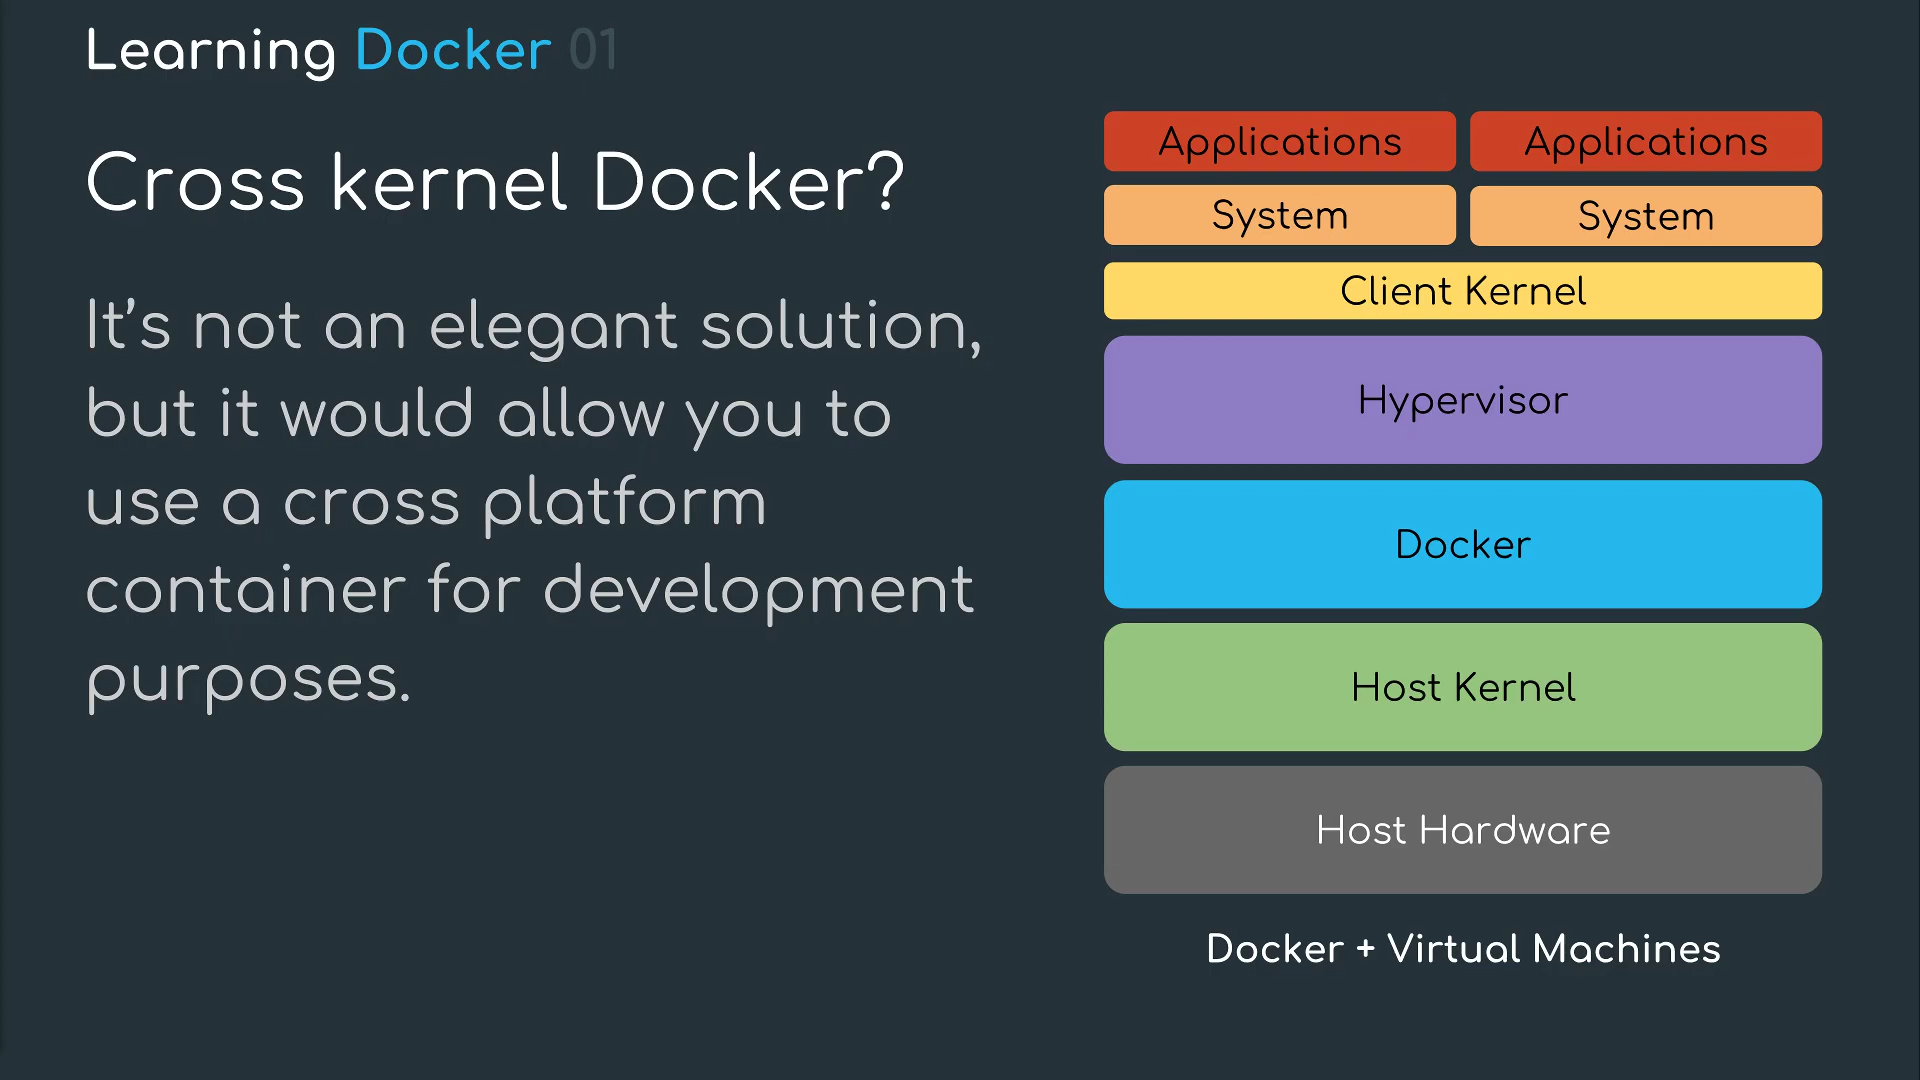 Learning Docker 01
Cross kernel Docker?
It’s not an elegant solution,
but it would allow you to
use a cross platform
container for development
purposes.
Applications Applications
System System
Client Kernel
Hypervisor
Docker
Host Kernel
Host Hardware
Docker + Virtual Machines